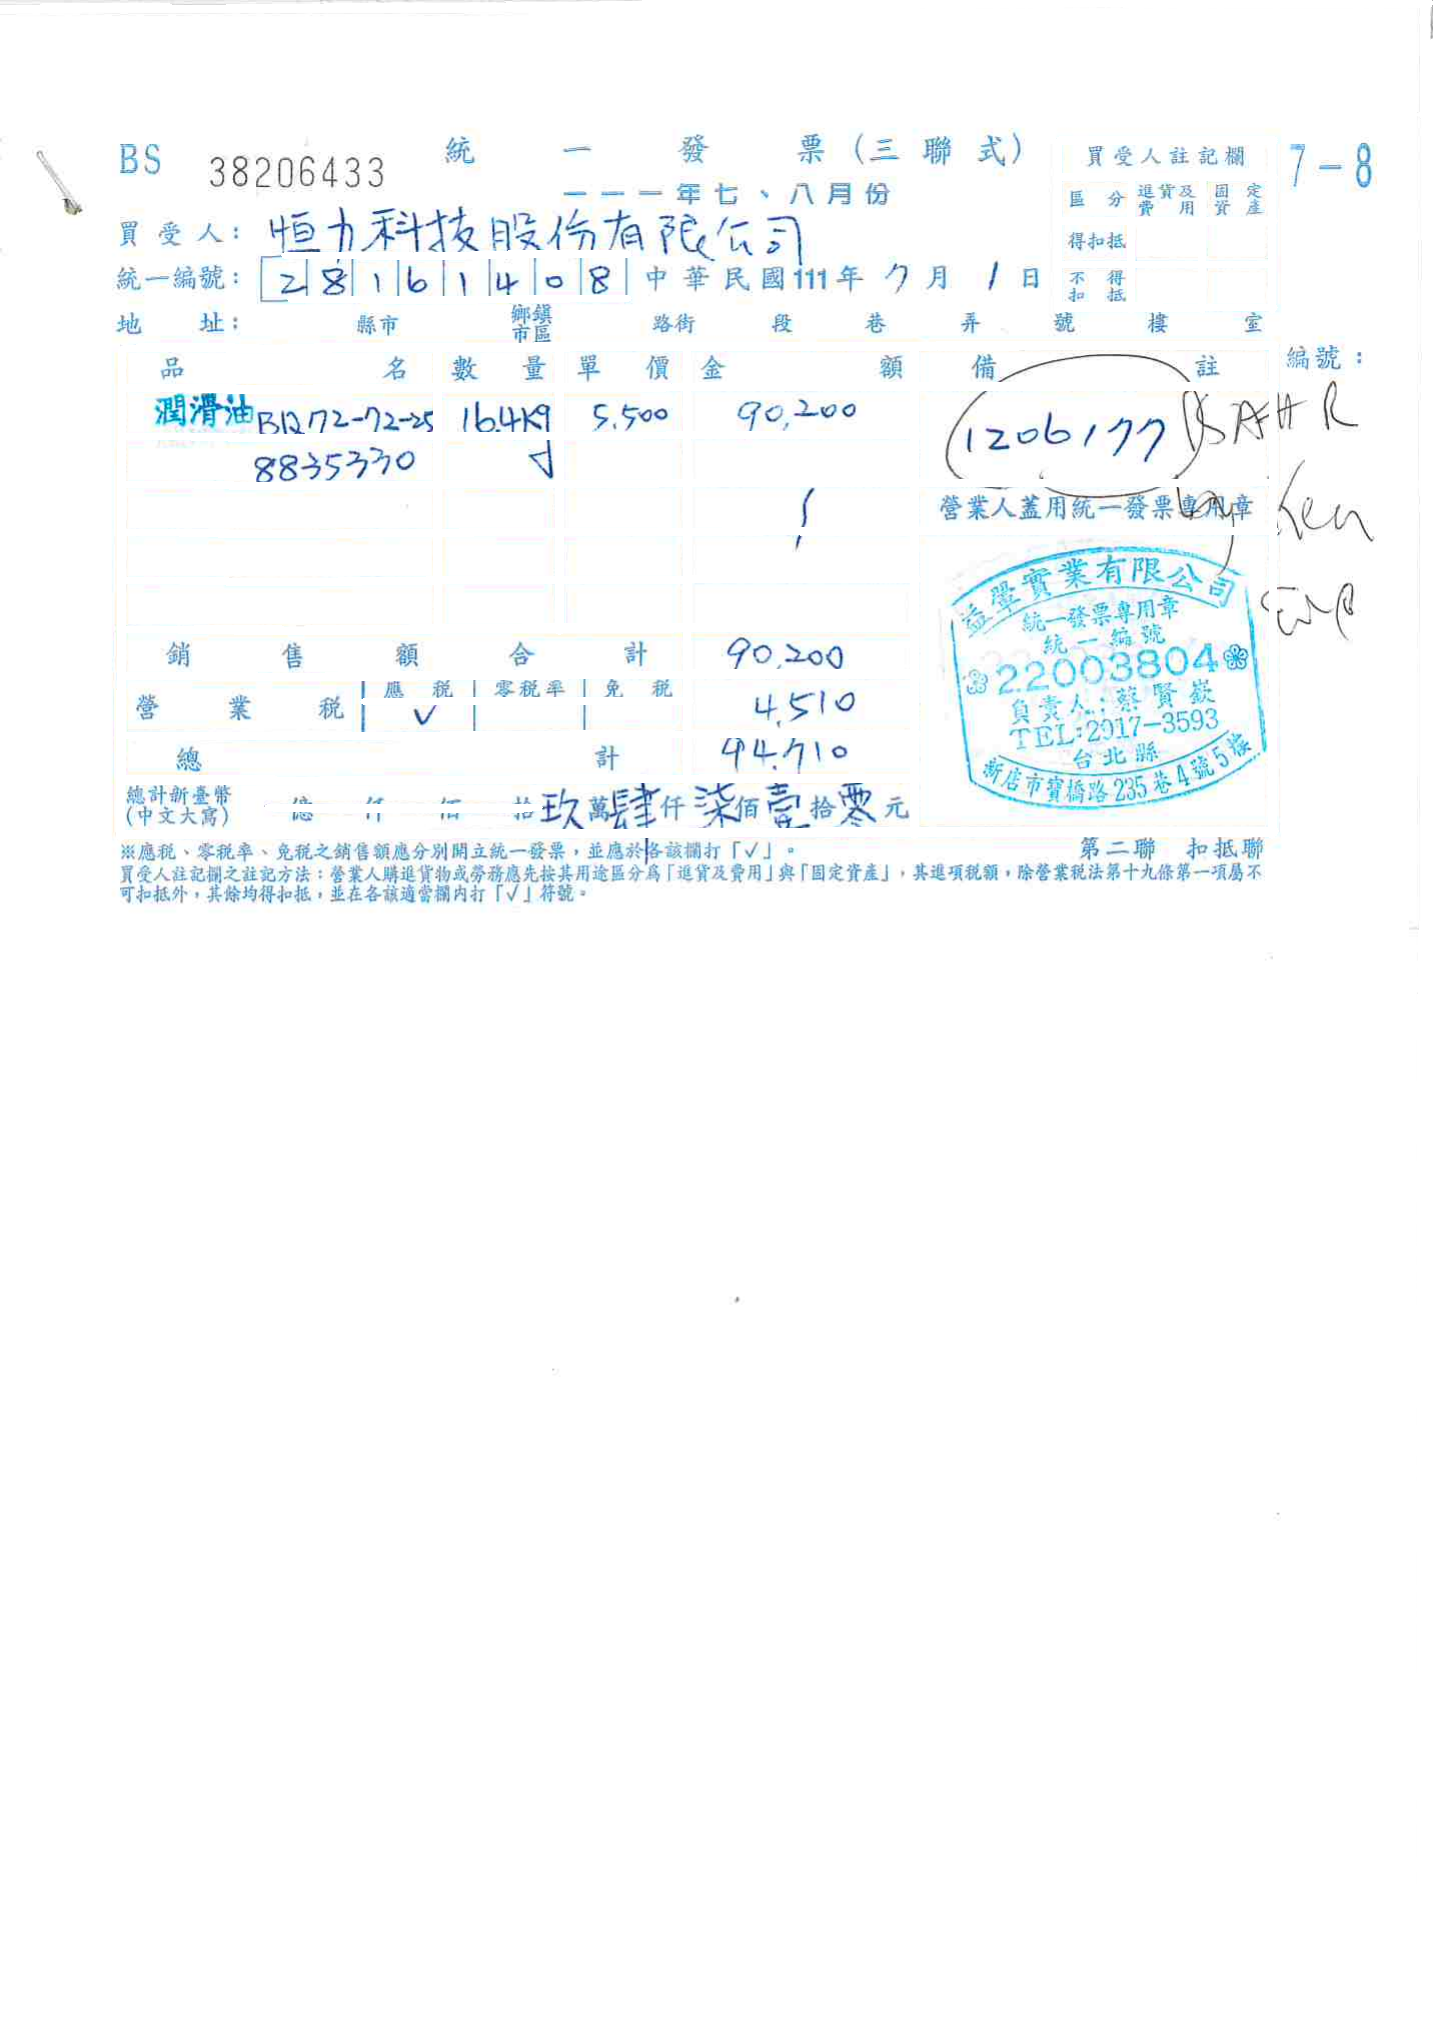 BS 38206433 統一發票(三聯式) 7-8
一一一年七、八月份
買受人註記欄
區分 進貨及費用 固定資產
得扣抵
不得扣抵
買受人: 恒力科技股份有限公司
統一編號: 28161408 中華民國111年 7月 1日
地址: 縣市 鄉鎮市區 路街 段 巷 弄 號 樓 室
品名 數量 單價 金額 備註 編號:
潤滑油 BQ72-72-25 16.4kg 5,500 90,200 1206177
8835330
Ken
營業人蓋用統一發票專用章
益舉實業有限公司
統一發票專用章
統一編號
22003804
負責人:蔡賢嶔
TEL:2917-3593
台北縣
新店市寶橋路235巷4號5樓
銷售額合計 90,200
營業稅 應稅 √ 零稅率 免稅 4,510
總計 94,710
總計新臺幣(中文大寫) 億 仟 佰 拾 玖萬肆仟柒佰壹拾零元
※應稅、零稅率、免稅之銷售額應分別開立統一發票,並應於各該欄打「√」。 第二聯 扣抵聯
買受人註記欄之註記方法:營業人購進貨物或勞務應先按其用途區分為「進貨及費用」與「固定資產」,其進項稅額,除營業稅法第十九條第一項屬不
可扣抵外,其餘均得扣抵,並在各該適當欄內打「√」符號。